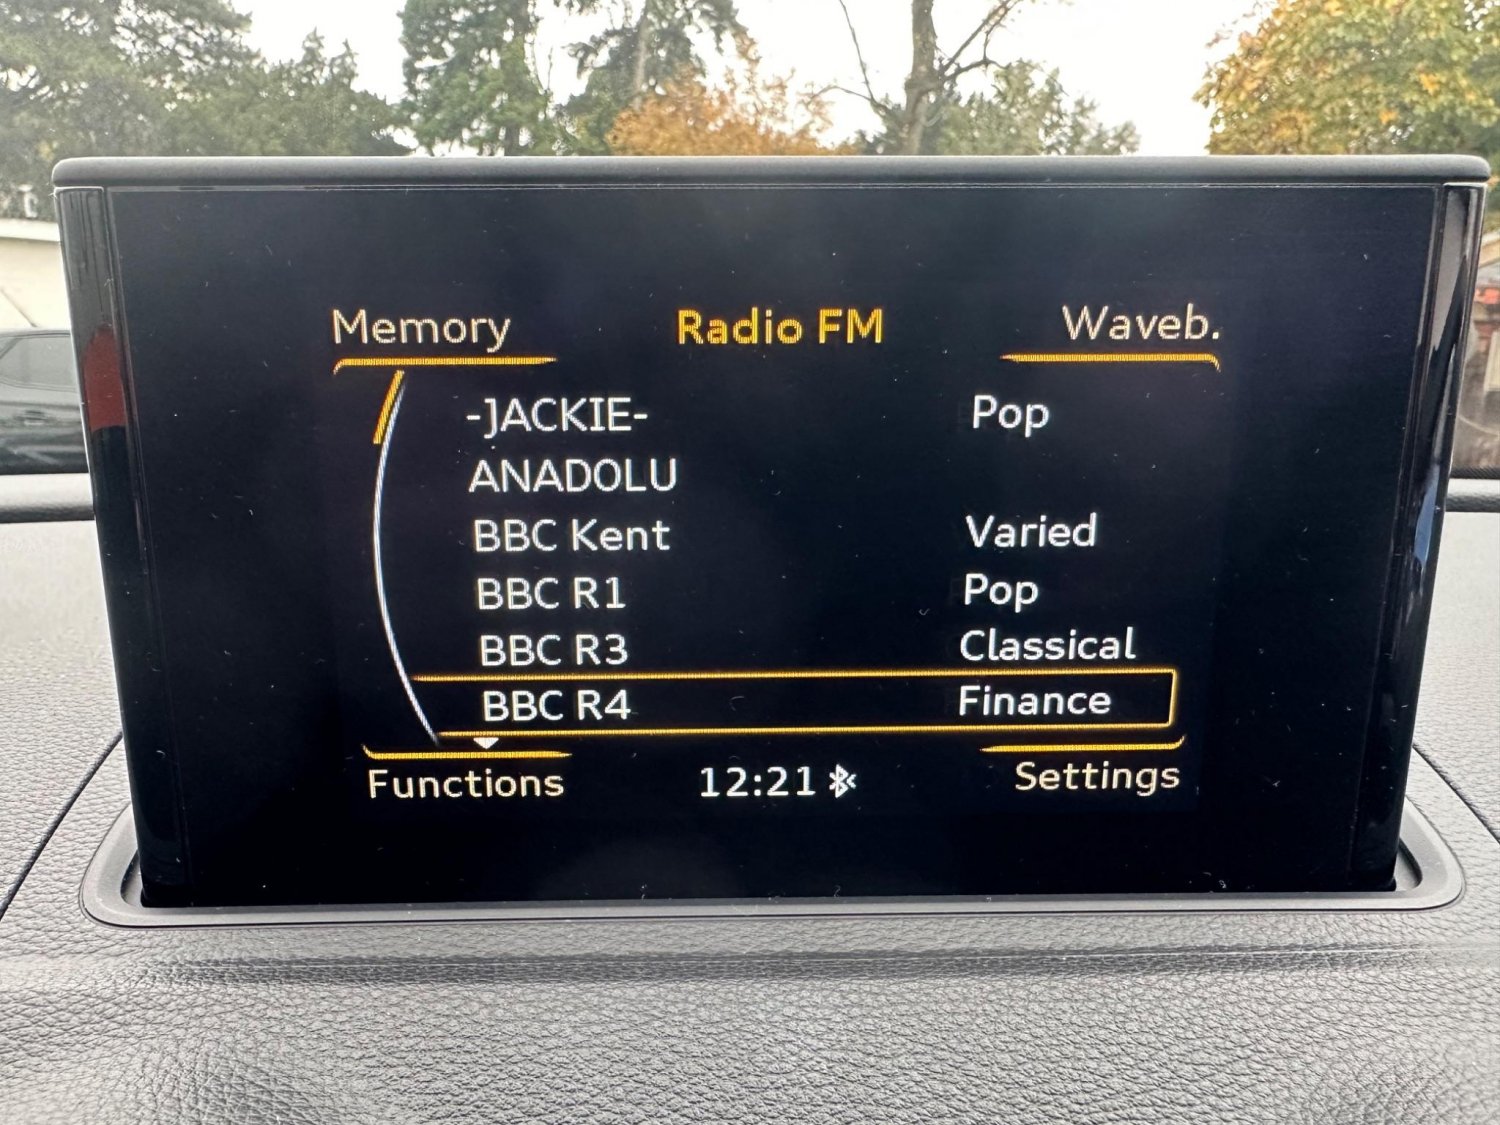 Memory Radio FM Waveb.
-JACKIE- Pop
ANADOLU
BBC Kent Varied
BBC R1 Pop
BBC R3 Classical
BBC R4 Finance
Functions 12:21 Settings